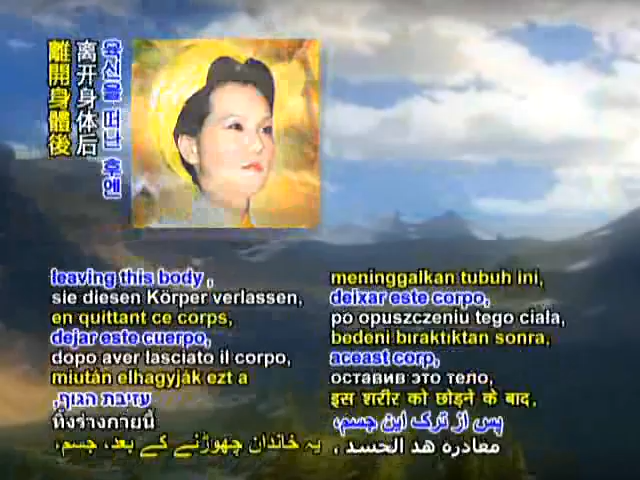 離開身體後
离开身体后
육신을 떠난 후엔
leaving this body ,
sie diesen Körper verlassen,
en quittant ce corps,
dejar este cuerpo,
dopo aver lasciato il corpo,
miután elhagyják ezt a
עזיבת הגוף,
ทิ้งร่างกายนี้
یہ خاندان چھوڑنے کے بعد، جسم،
meninggalkan tubuh ini,
deixar este corpo,
po opuszczeniu tego ciała,
bedeni bıraktıktan sonra,
aceast corp,
оставив это тело,
इस शरीर को छोड़ने के बाद,
پس از ترک این جسم،
مغادره هد الحسد ،